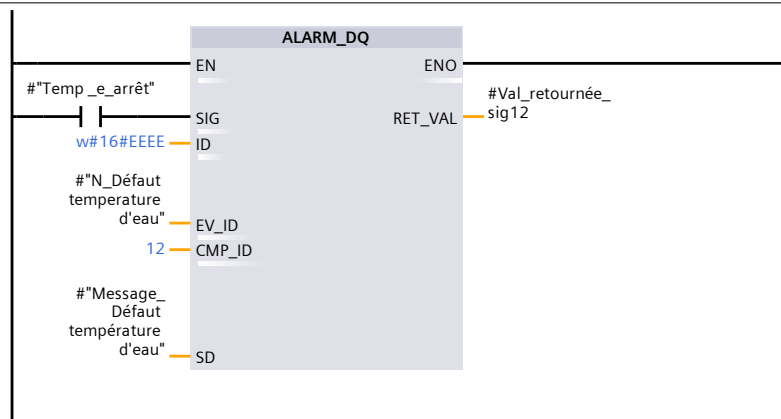 ALARM_DQ
EN
ENO
#"Temp _e_arrêt"
SIG
#Val_retournée_
sig12
RET_VAL
w#16#EEEE
ID
#"N_Défaut
temperature
d'eau"
EV_ID
12
CMP_ID
#"Message_
Défaut
température
d'eau"
SD